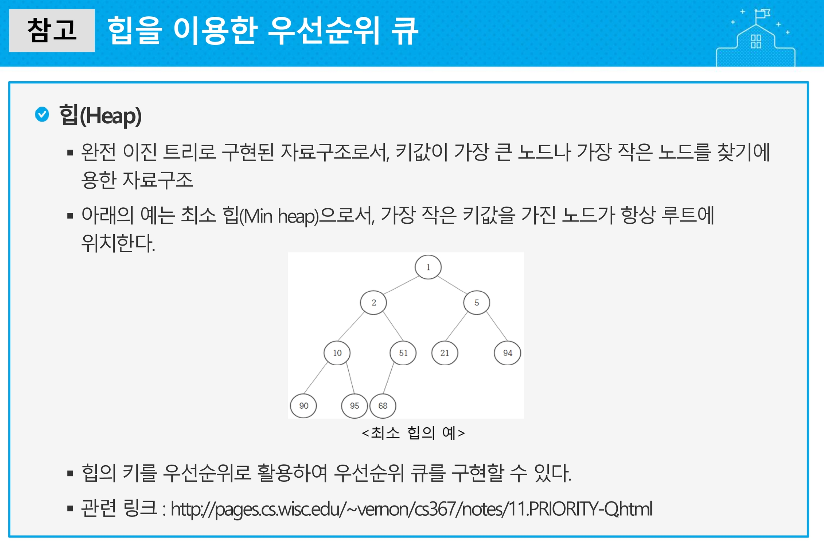 참고 힙을 이용한 우선순위 큐
힙(Heap)
▪ 완전 이진 트리로 구현된 자료구조로서, 키값이 가장 큰 노드나 가장 작은 노드를 찾기에
용한 자료구조
▪ 아래의 예는 최소 힙(Min heap)으로서, 가장 작은 키값을 가진 노드가 항상 루트에
위치한다.
1
2 5
10 51 21 94
90 95 68
<최소 힙의 예>
▪ 힙의 키를 우선순위로 활용하여 우선순위 큐를 구현할 수 있다.
▪ 관련 링크 : http://pages.cs.wisc.edu/~vernon/cs367/notes/11.PRIORITY-Q.html